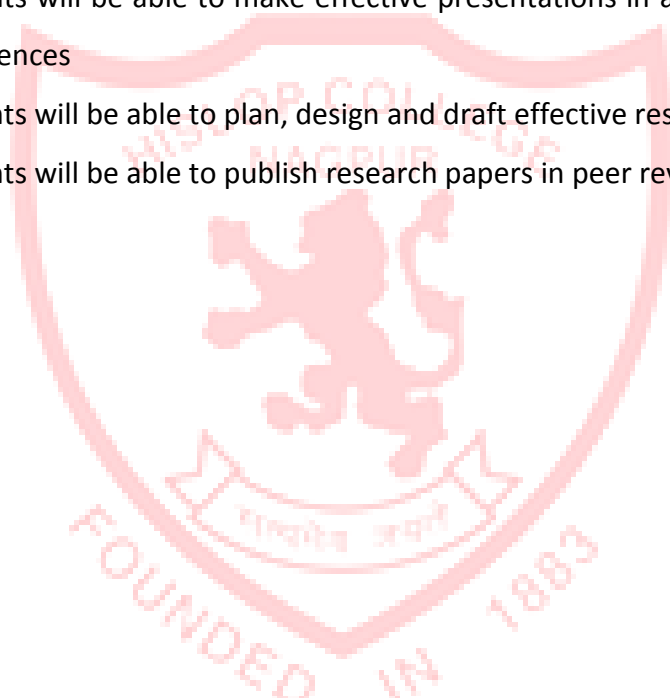 nts will be able to make effective presentations in a
ences
nts will be able to plan, design and draft effective res
nts will be able to publish research papers in peer rev
HISLOP COLLEGE
NAGPUR
FOUNDED IN 1883